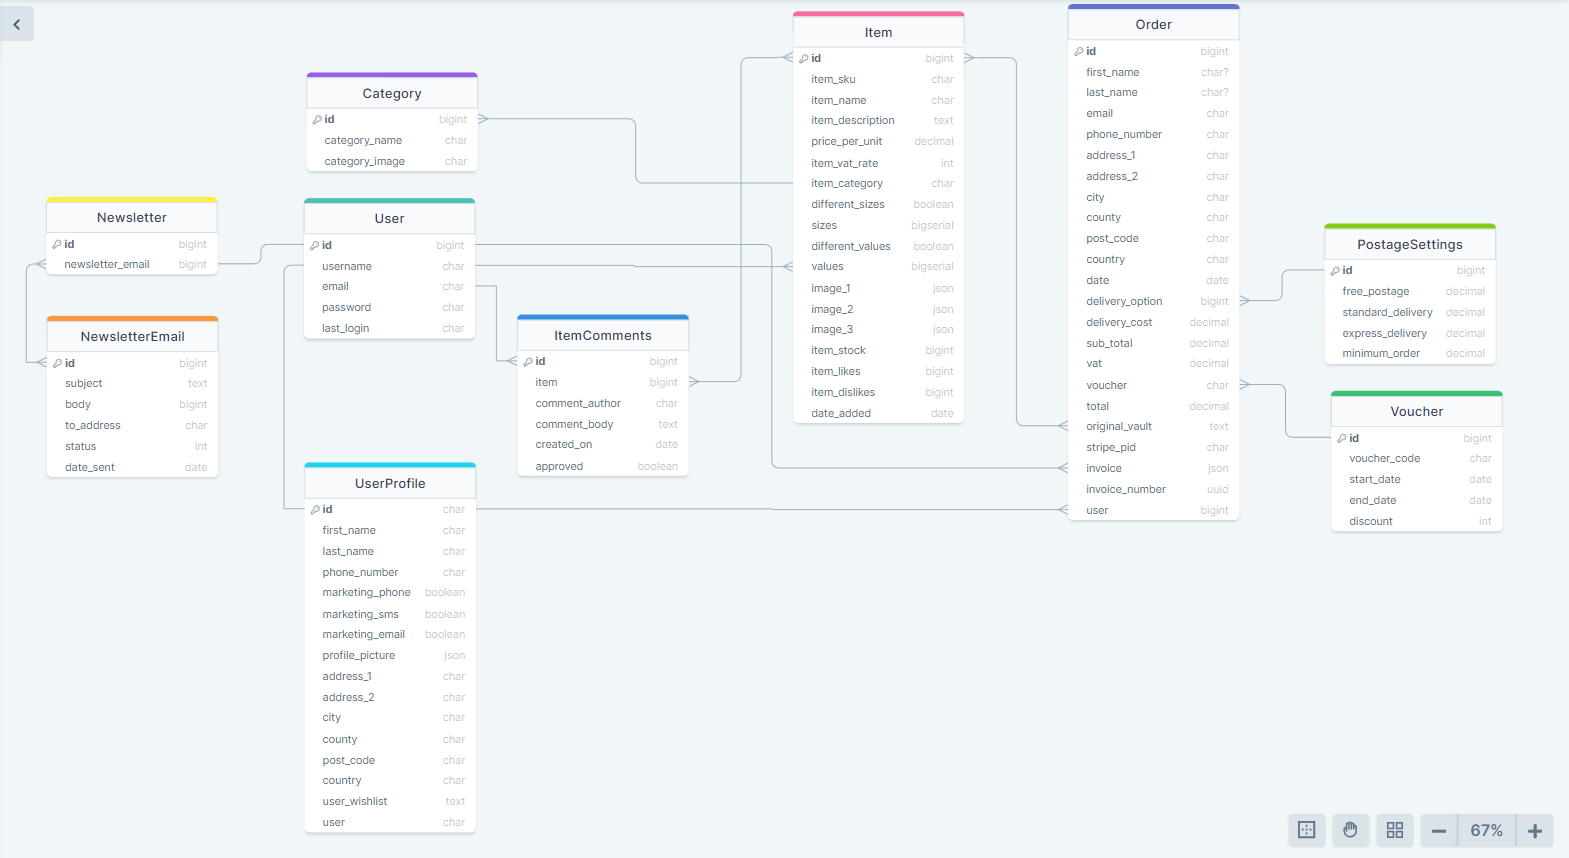 Category
id bigint
category_name char
category_image char
Newsletter
id bigint
newsletter_email bigint
NewsletterEmail
id bigint
subject text
body bigint
to_address char
status int
date_sent date
User
id bigint
username char
email char
password char
last_login char
UserProfile
id char
first_name char
last_name char
phone_number char
marketing_phone boolean
marketing_sms boolean
marketing_email boolean
profile_picture json
address_1 char
address_2 char
city char
county char
post_code char
country char
user_wishlist text
user char
ItemComments
id bigint
item bigint
comment_author char
comment_body text
created_on date
approved boolean
Item
id bigint
item_sku char
item_name char
item_description text
price_per_unit decimal
item_vat_rate int
item_category char
different_sizes boolean
sizes bigserial
different_values boolean
values bigserial
image_1 json
image_2 json
image_3 json
item_stock bigint
item_likes bigint
item_dislikes bigint
date_added date
Order
id bigint
first_name char?
last_name char?
email char
phone_number char
address_1 char
address_2 char
city char
county char
post_code char
country char
date date
delivery_option bigint
delivery_cost decimal
sub_total decimal
vat decimal
voucher char
total decimal
original_vault text
stripe_pid char
invoice json
invoice_number uuid
user bigint
PostageSettings
id bigint
free_postage decimal
standard_delivery decimal
express_delivery decimal
minimum_order decimal
Voucher
id bigint
voucher_code char
start_date date
end_date date
discount int
67%